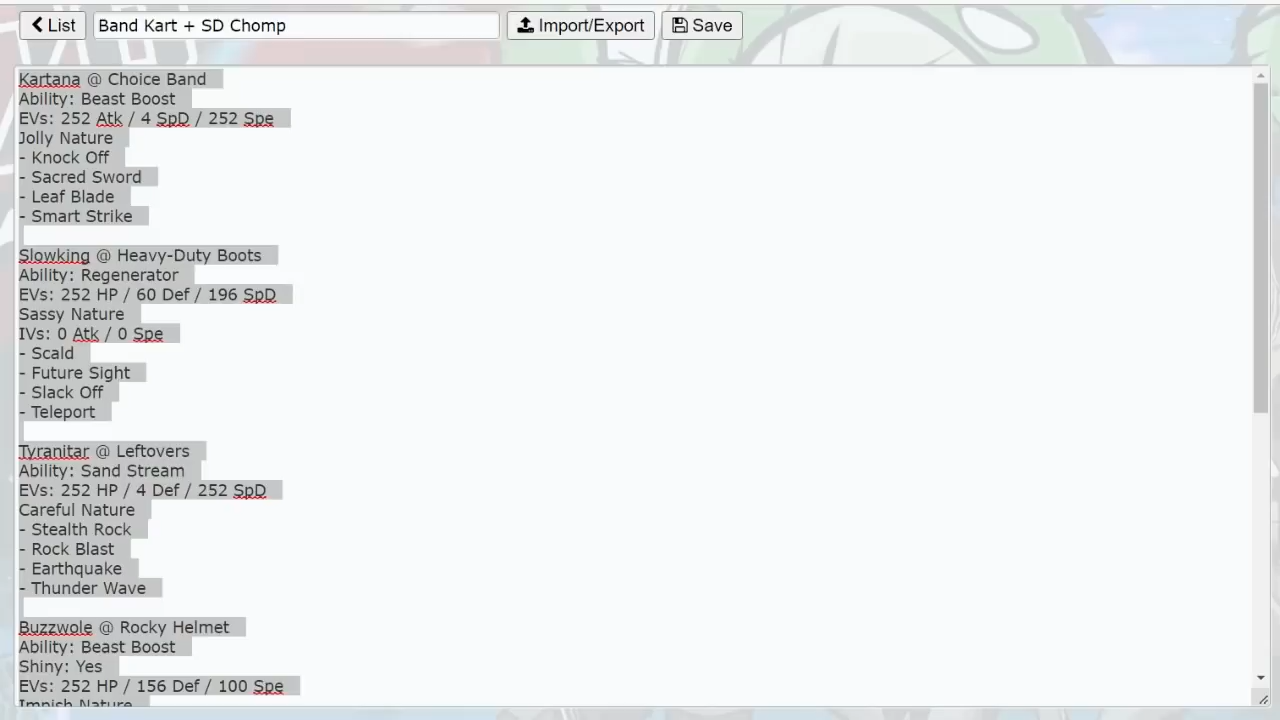 List
Band Kart + SD Chomp
Import/Export
Save
Kartana @ Choice Band
Ability: Beast Boost
EVs: 252 Atk / 4 SpD / 252 Spe
Jolly Nature
- Knock Off
- Sacred Sword
- Leaf Blade
- Smart Strike
Slowking @ Heavy-Duty Boots
Ability: Regenerator
EVs: 252 HP / 60 Def / 196 SpD
Sassy Nature
IVs: 0 Atk / 0 Spe
- Scald
- Future Sight
- Slack Off
- Teleport
Tyranitar @ Leftovers
Ability: Sand Stream
EVs: 252 HP / 4 Def / 252 SpD
Careful Nature
- Stealth Rock
- Rock Blast
- Earthquake
- Thunder Wave
Buzzwole @ Rocky Helmet
Ability: Beast Boost
Shiny: Yes
EVs: 252 HP / 156 Def / 100 Spe
Impish Nature